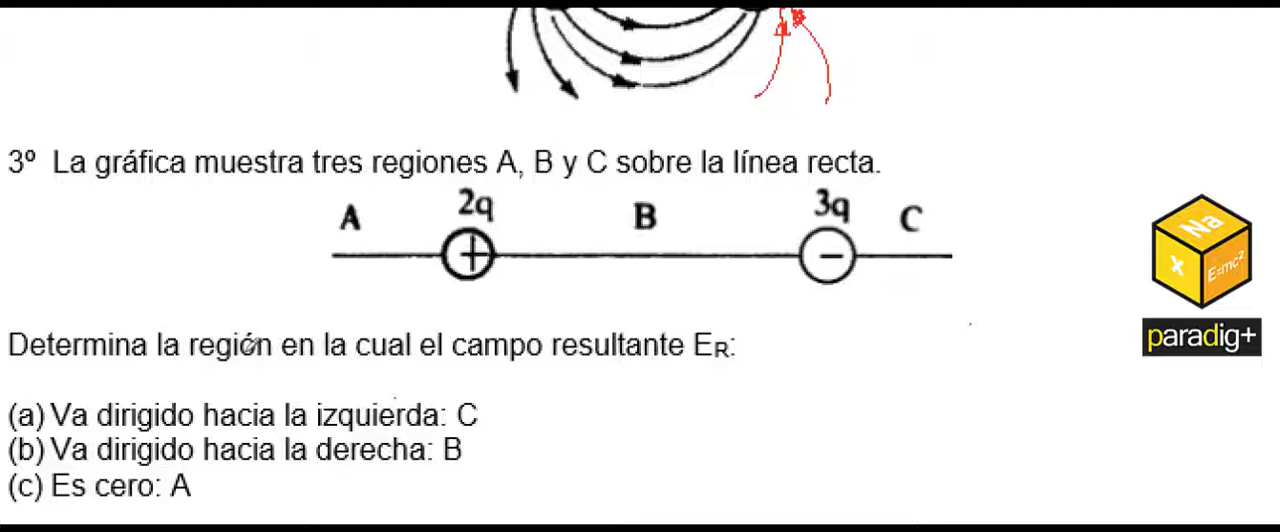 3º La gráfica muestra tres regiones A, B y C sobre la línea recta.
A 2q B 3q C
+ −
Determina la región en la cual el campo resultante ER:
(a) Va dirigido hacia la izquierda: C
(b) Va dirigido hacia la derecha: B
(c) Es cero: A
Na
x E=mc²
paradig+